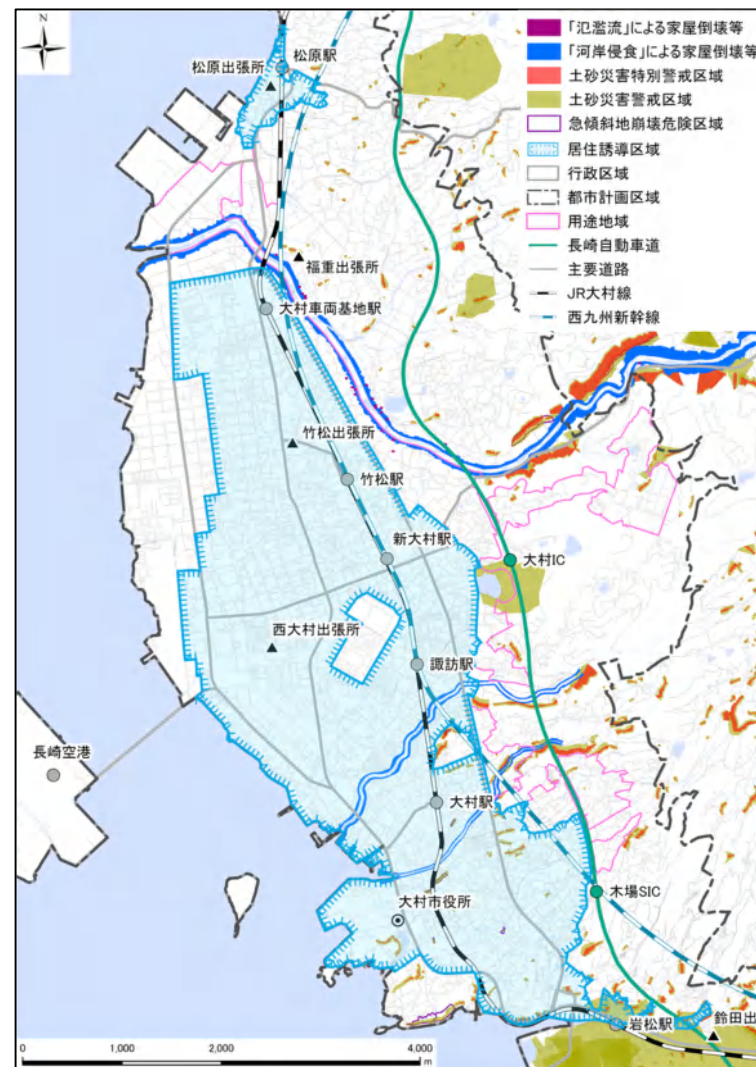 N
「氾濫流」による家屋倒壊等
「河岸侵食」による家屋倒壊等
土砂災害特別警戒区域
土砂災害警戒区域
急傾斜地崩壊危険区域
居住誘導区域
行政区域
都市計画区域
用途地域
長崎自動車道
主要道路
JR大村線
西九州新幹線
松原駅
松原出張所
福重出張所
大村車両基地駅
竹松出張所
竹松駅
新大村駅
大村IC
西大村出張所
諏訪駅
長崎空港
大村駅
木場SIC
大村市役所
岩松駅
鈴田出
0 1,000 2,000 4,000
m